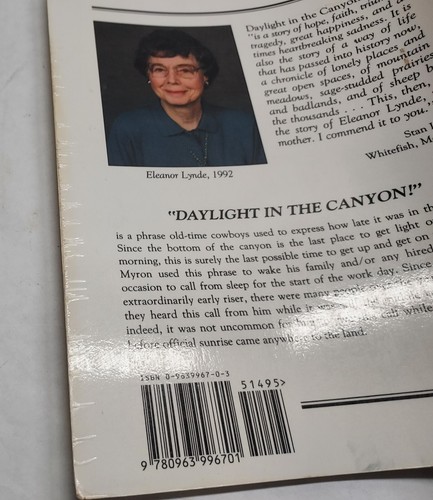 Daylight in the Canyon
"is a story of hope, faith,
tragedy, great happiness, and
times heartbreaking sadness. It is
also the story of a way of life
that has passed into history now,
a chronicle of lonely places and
great open spaces, of mountain
meadows, sage-studded prairies
and badlands, and of sheep b
the thousands . . . This, then,
the story of Eleanor Lynde,
mother. I commend it to you.
Stan L
Whitefish, M
Eleanor Lynde, 1992
"DAYLIGHT IN THE CANYON!"
is a phrase old-time cowboys used to express how late it was in th
Since the bottom of the canyon is the last place to get light o
morning, this is surely the last possible time to get up and get on
Myron used this phrase to wake his family and/or any hired
occasion to call from sleep for the start of the work day. Since
extraordinarily early riser, there were many people
they heard this call from him while it was
indeed, it was not uncommon for call while
before official sunrise came anywhere to the land.
ISBN 0-9639967-0-3
51495>
9 780963 996701